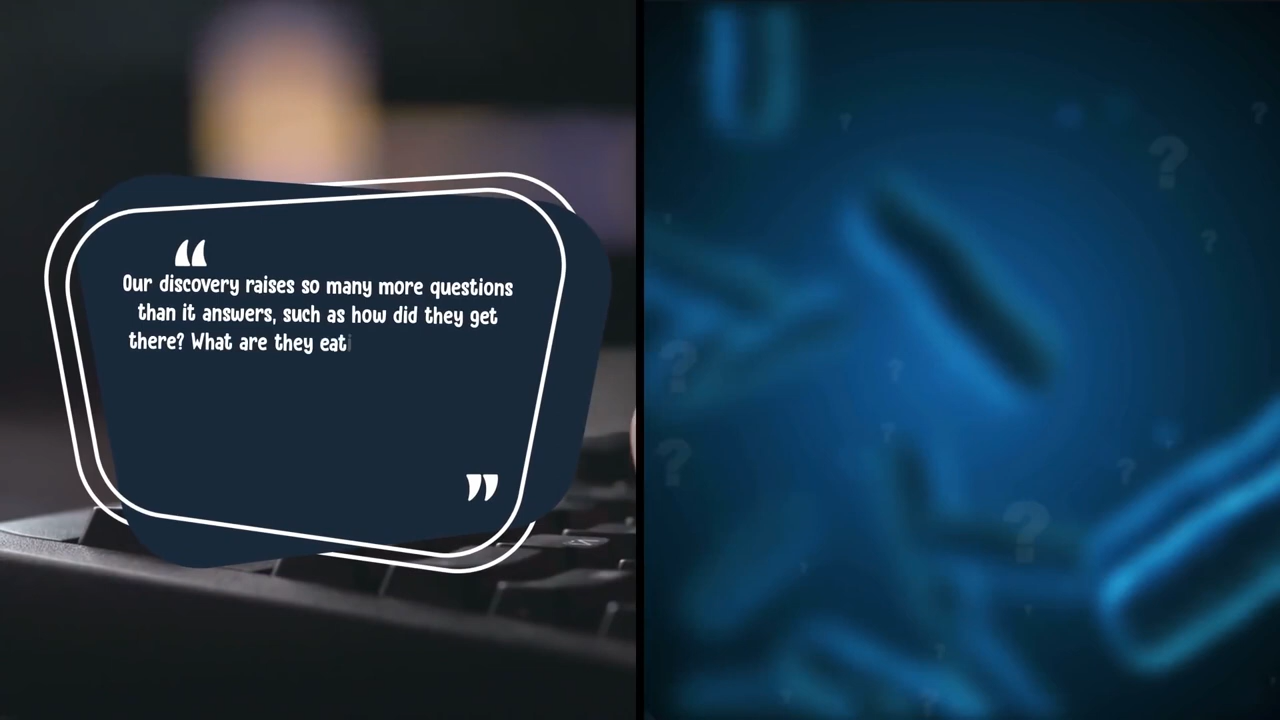 “
Our discovery raises so many more questions
than it answers, such as how did they get
there? What are they eati
”
? ? ? ? ? ? ? ? ? ? ? ? ?